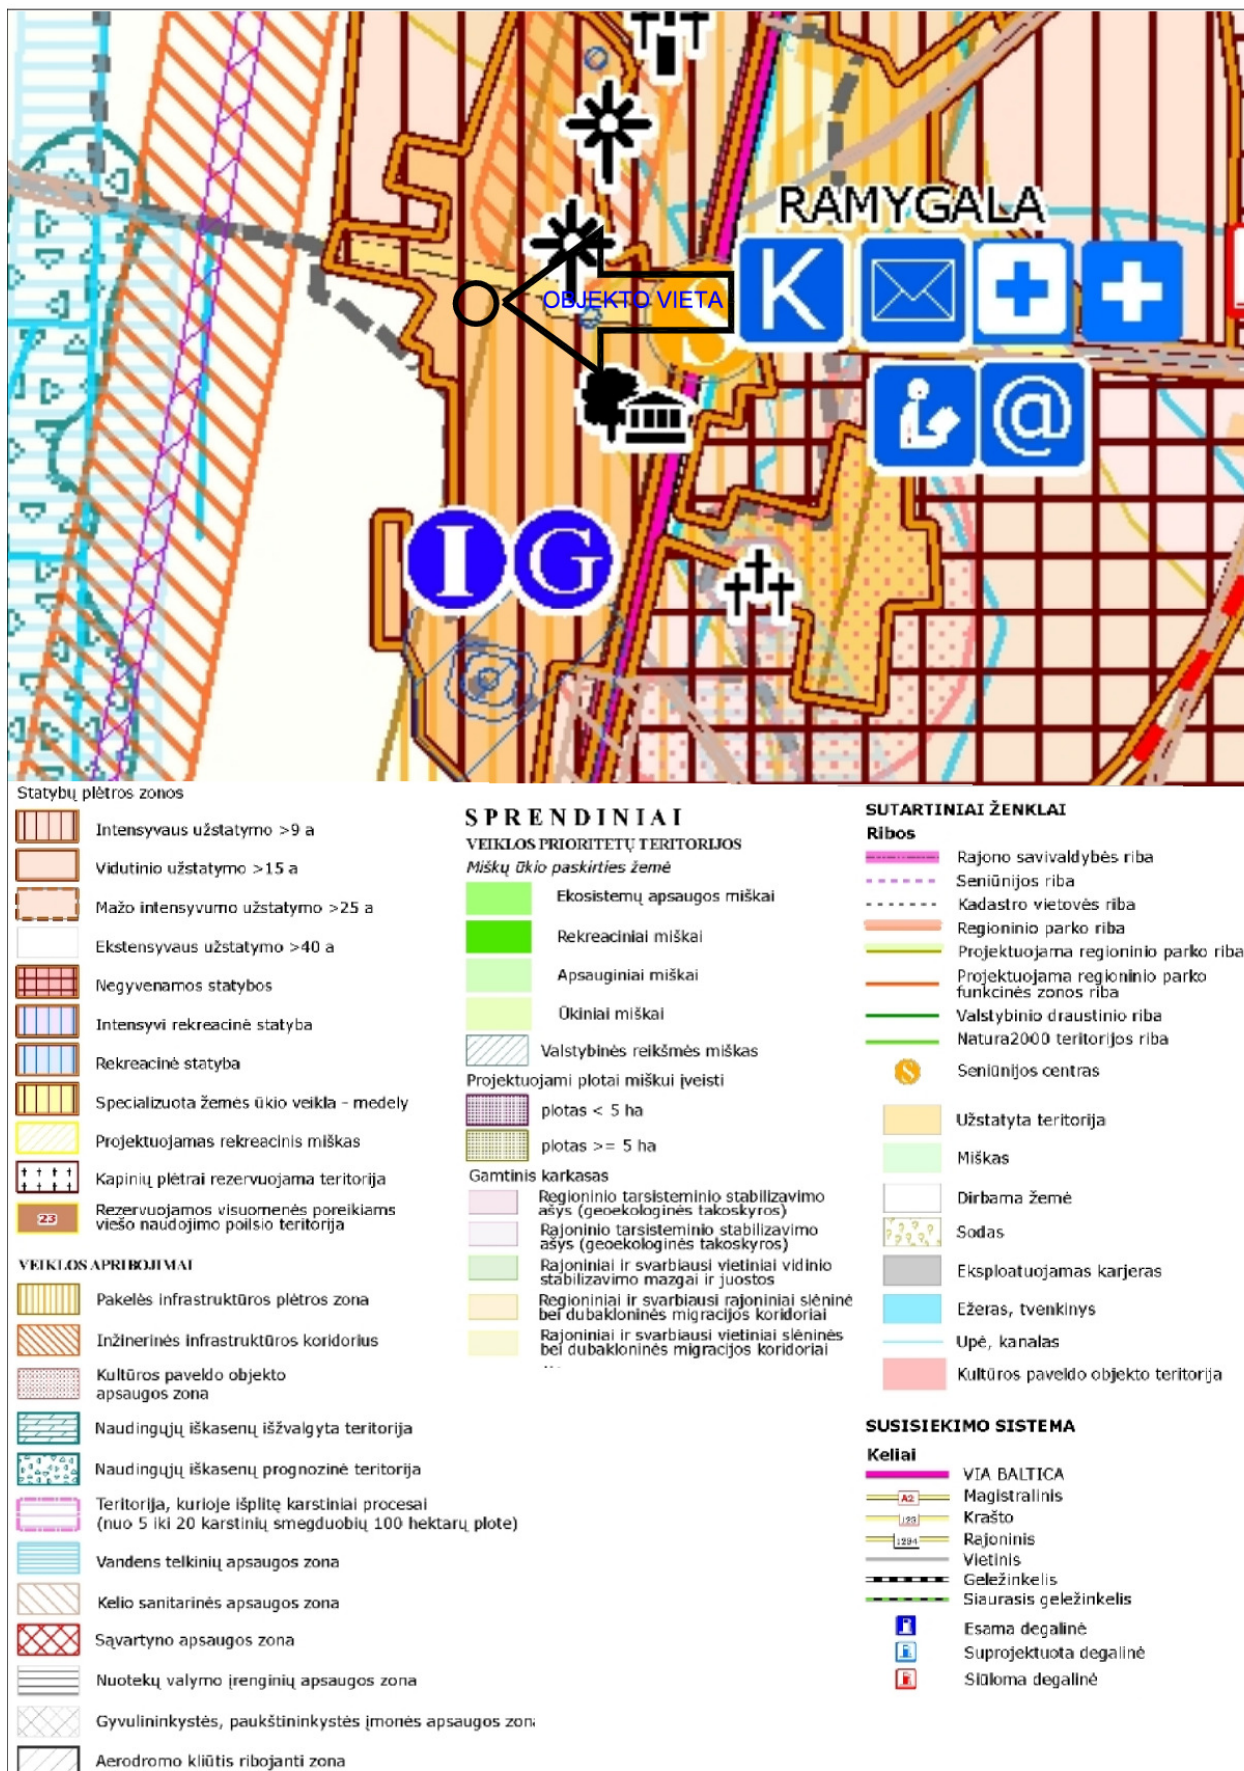 RAMYGALA
K
OBJEKTO VIETA
S
@
I G
Statybų plėtros zonos
Intensyvaus užstatymo >9 a
Vidutinio užstatymo >15 a
Mažo intensyvumo užstatymo >25 a
Ekstensyvaus užstatymo >40 a
Negyvenamos statybos
Intensyvi rekreacinė statyba
Rekreacinė statyba
Specializuota žemės ūkio veikla - medely
Projektuojamas rekreacinis miškas
Kapinių plėtrai rezervuojama teritorija
23
Rezervuojamos visuomenės poreikiams
viešo naudojimo poilsio teritorija
VEIKLOS APRIBOJIMAI
Pakelės infrastruktūros plėtros zona
Inžinerinės infrastruktūros koridorius
Kultūros paveldo objekto
apsaugos zona
Naudingųjų iškasenų išžvalgyta teritorija
Naudingųjų iškasenų prognozinė teritorija
Teritorija, kurioje išplitę karstiniai procesai
(nuo 5 iki 20 karstinių smegduobių 100 hektarų plote)
Vandens telkinių apsaugos zona
Kelio sanitarinės apsaugos zona
Sąvartyno apsaugos zona
Nuotekų valymo įrenginių apsaugos zona
Gyvulininkystės, paukštininkystės įmonės apsaugos zona
Aerodromo kliūtis ribojanti zona
SPRENDINIAI
VEIKLOS PRIORITETŲ TERITORIJOS
Miškų ūkio paskirties žemė
Ekosistemų apsaugos miškai
Rekreaciniai miškai
Apsauginiai miškai
Ūkiniai miškai
Valstybinės reikšmės miškas
Projektuojami plotai miškui įveisti
plotas < 5 ha
plotas >= 5 ha
Gamtinis karkasas
Regioninio tarsisteminio stabilizavimo
ašys (geoekologinės takoskyros)
Rajoninio tarsisteminio stabilizavimo
ašys (geoekologinės takoskyros)
Rajoniniai ir svarbiausi vietiniai vidinio
stabilizavimo mazgai ir juostos
Regioniniai ir svarbiausi rajoniniai slėninė
bei dubakloninės migracijos koridoriai
Rajoniniai ir svarbiausi vietiniai slėninės
bei dubakloninės migracijos koridoriai
SUTARTINIAI ŽENKLAI
Ribos
Rajono savivaldybės riba
Seniūnijos riba
Kadastro vietovės riba
Regioninio parko riba
Projektuojama regioninio parko riba
Projektuojama regioninio parko
funkcinės zonos riba
Valstybinio draustinio riba
Natura2000 teritorijos riba
S
Seniūnijos centras
Užstatyta teritorija
Miškas
Dirbama žemė
Sodas
Eksploatuojamas karjeras
Ežeras, tvenkinys
Upė, kanalas
Kultūros paveldo objekto teritorija
SUSISIEKIMO SISTEMA
Keliai
VIA BALTICA
A2
Magistralinis
123
Krašto
1294
Rajoninis
Vietinis
Geležinkelis
Siaurasis geležinkelis
Esama degalinė
Suprojektuota degalinė
Siūloma degalinė